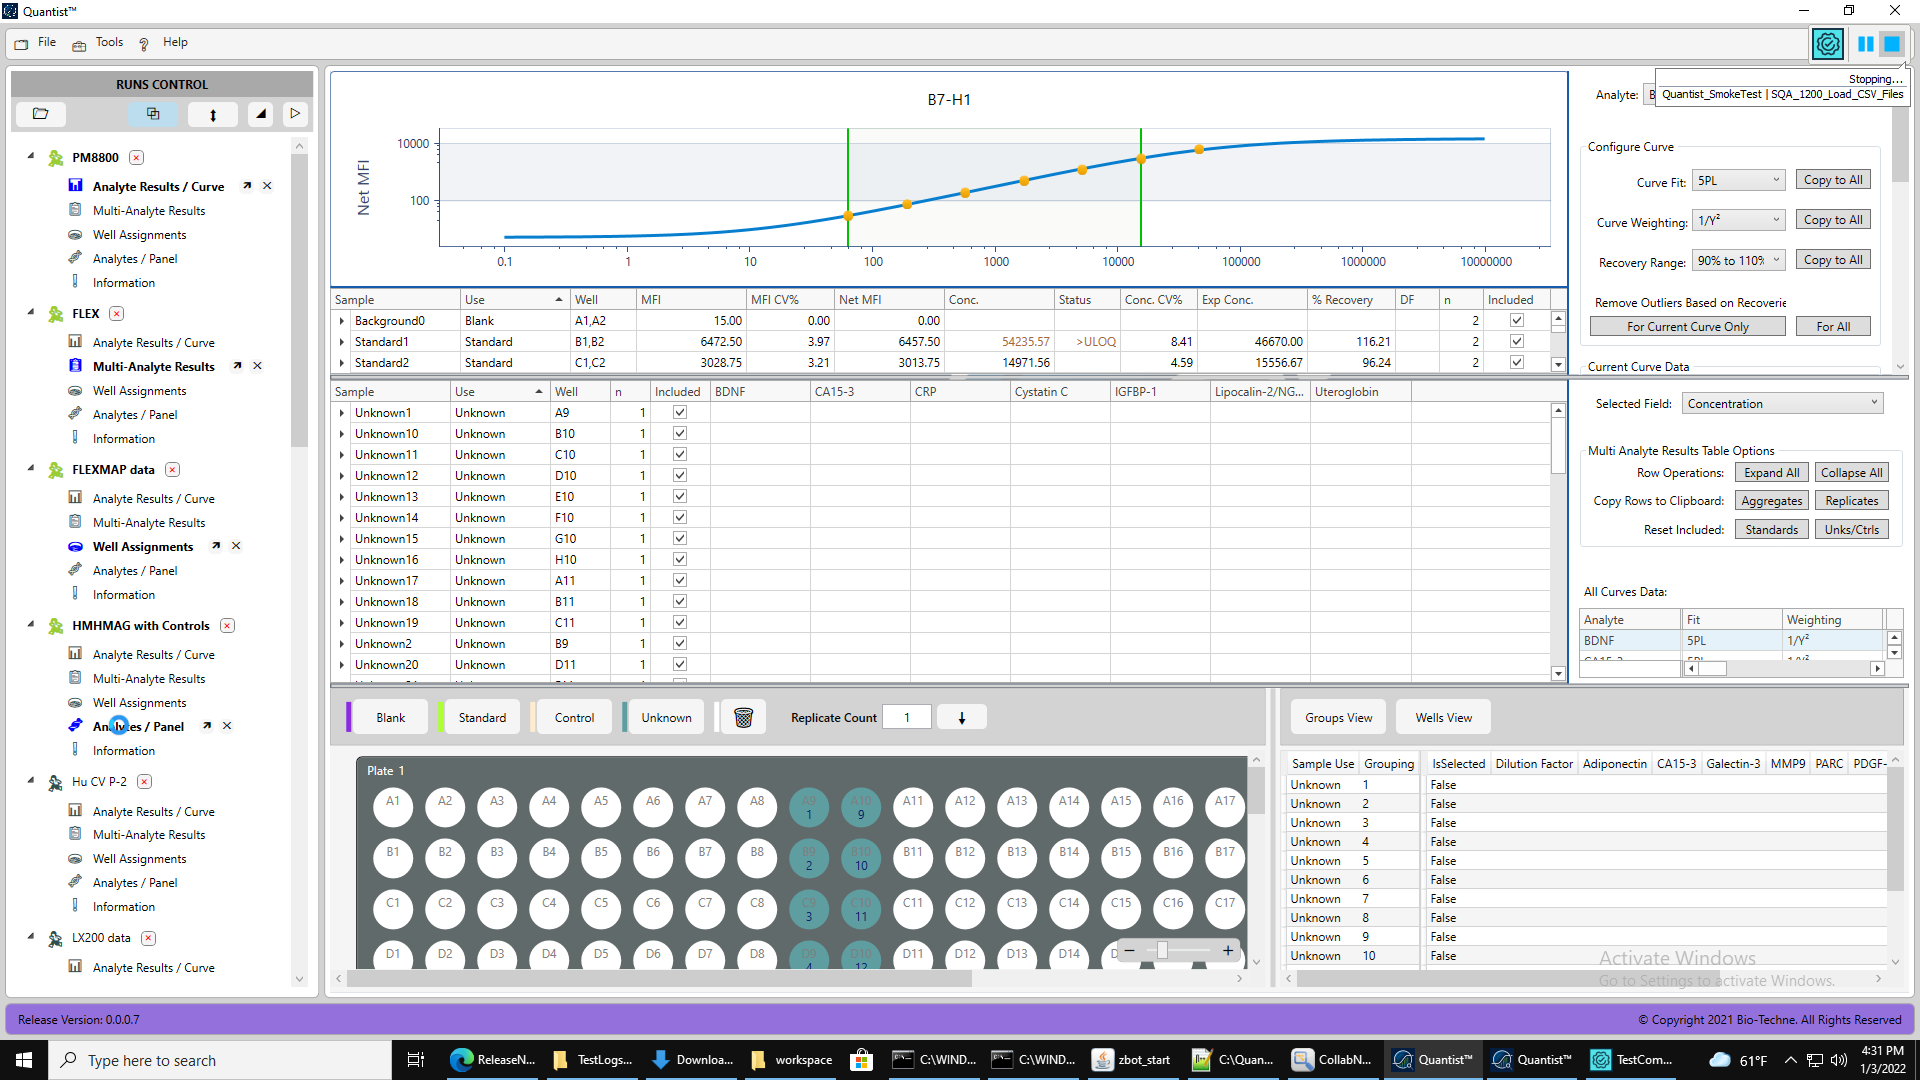 Quantist™
File Tools Help
Stopping...
Quantist_SmokeTest | SQA_1200_Load_CSV_Files
RUNS CONTROL
PM8800
Analyte Results / Curve
Multi-Analyte Results
Well Assignments
Analytes / Panel
Information
FLEX
Analyte Results / Curve
Multi-Analyte Results
Well Assignments
Analytes / Panel
Information
FLEXMAP data
Analyte Results / Curve
Multi-Analyte Results
Well Assignments
Analytes / Panel
Information
HMHMAG with Controls
Analyte Results / Curve
Multi-Analyte Results
Well Assignments
Analytes / Panel
Information
Hu CV P-2
Analyte Results / Curve
Multi-Analyte Results
Well Assignments
Analytes / Panel
Information
LX200 data
Analyte Results / Curve
B7-H1
Net MFI
10000
100
0.1 1 10 100 1000 10000 100000 1000000 10000000
Sample Use Well MFI MFI CV% Net MFI Conc. Status Conc. CV% Exp Conc. % Recovery DF n Included
Background0 Blank A1,A2 15.00 0.00 0.00 2
Standard1 Standard B1,B2 6472.50 3.97 6457.50 54235.57 >ULOQ 8.41 46670.00 116.21 2
Standard2 Standard C1,C2 3028.75 3.21 3013.75 14971.56 4.59 15556.67 96.24 2
Analyte: B
Configure Curve
Curve Fit: 5PL Copy to All
Curve Weighting: 1/Y² Copy to All
Recovery Range: 90% to 110% Copy to All
Remove Outliers Based on Recoverie
For Current Curve Only For All
Current Curve Data
Sample Use Well n Included BDNF CA15-3 CRP Cystatin C IGFBP-1 Lipocalin-2/NG... Uteroglobin
Unknown1 Unknown A9 1
Unknown10 Unknown B10 1
Unknown11 Unknown C10 1
Unknown12 Unknown D10 1
Unknown13 Unknown E10 1
Unknown14 Unknown F10 1
Unknown15 Unknown G10 1
Unknown16 Unknown H10 1
Unknown17 Unknown A11 1
Unknown18 Unknown B11 1
Unknown19 Unknown C11 1
Unknown2 Unknown B9 1
Unknown20 Unknown D11 1
Selected Field: Concentration
Multi Analyte Results Table Options
Row Operations: Expand All Collapse All
Copy Rows to Clipboard: Aggregates Replicates
Reset Included: Standards Unks/Ctrls
All Curves Data:
Analyte Fit Weighting
BDNF 5PL 1/Y²
CA15-3 5PL 1/Y²
Blank Standard Control Unknown Replicate Count 1
Plate 1
A1 A2 A3 A4 A5 A6 A7 A8 A9 A10 A11 A12 A13 A14 A15 A16 A17
1 9
B1 B2 B3 B4 B5 B6 B7 B8 B9 B10 B11 B12 B13 B14 B15 B16 B17
2 10
C1 C2 C3 C4 C5 C6 C7 C8 C9 C10 C11 C12 C13 C14 C15 C16 C17
3 11
D1 D2 D3 D4 D5 D6 D7 D8 D9 D10 D11 D12 D13 D14
4 12
Groups View Wells View
Sample Use Grouping IsSelected Dilution Factor Adiponectin CA15-3 Galectin-3 MMP9 PARC PDGF-
Unknown 1 False
Unknown 2 False
Unknown 3 False
Unknown 4 False
Unknown 5 False
Unknown 6 False
Unknown 7 False
Unknown 8 False
Unknown 9 False
Unknown 10 False
Activate Windows
Go to Settings to activate Windows.
Release Version: 0.0.0.7
© Copyright 2021 Bio-Techne. All Rights Reserved
Type here to search
ReleaseN... TestLogs... Downloa... workspace C:\WIND... C:\WIND... zbot_start C:\Quan... CollabN... Quantist™ Quantist™ TestCom... 61°F
4:31 PM
1/3/2022